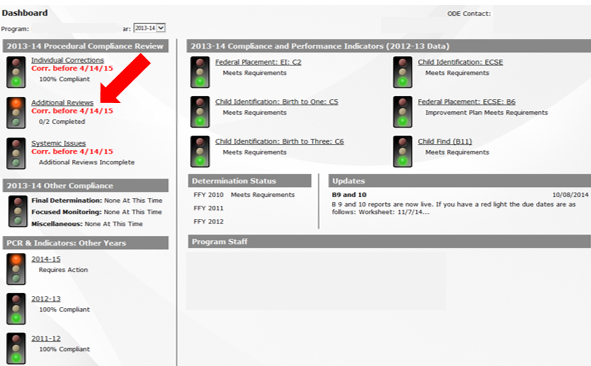 Dashboard
ODE Contact:
Program:
ar: 2013-14
2013-14 Procedural Compliance Review
Individual Corrections
Corr. before 4/14/15
100% Compliant
Additional Reviews
Corr. before 4/14/15
0/2 Completed
Systemic Issues
Corr. before 4/14/15
Additional Reviews Incomplete
2013-14 Other Compliance
Final Determination: None At This Time
Focused Monitoring: None At This Time
Miscellaneous: None At This Time
PCR & Indicators: Other Years
2014-15
Requires Action
2012-13
100% Compliant
2011-12
100% Compliant
2013-14 Compliance and Performance Indicators (2012-13 Data)
Federal Placement: EI: C2
Meets Requirements
Child Identification: ECSE
Meets Requirements
Child Identification: Birth to One: C5
Meets Requirements
Federal Placement: ECSE: B6
Improvement Plan Meets Requirements
Child Identification: Birth to Three: C6
Meets Requirements
Child Find (B11)
Meets Requirements
Determination Status
FFY 2010 Meets Requirements
FFY 2011
FFY 2012
Updates
B9 and 10 10/08/2014
B 9 and 10 reports are now live. If you have a red light the due dates are as
follows: Worksheet: 11/7/14...
Program Staff